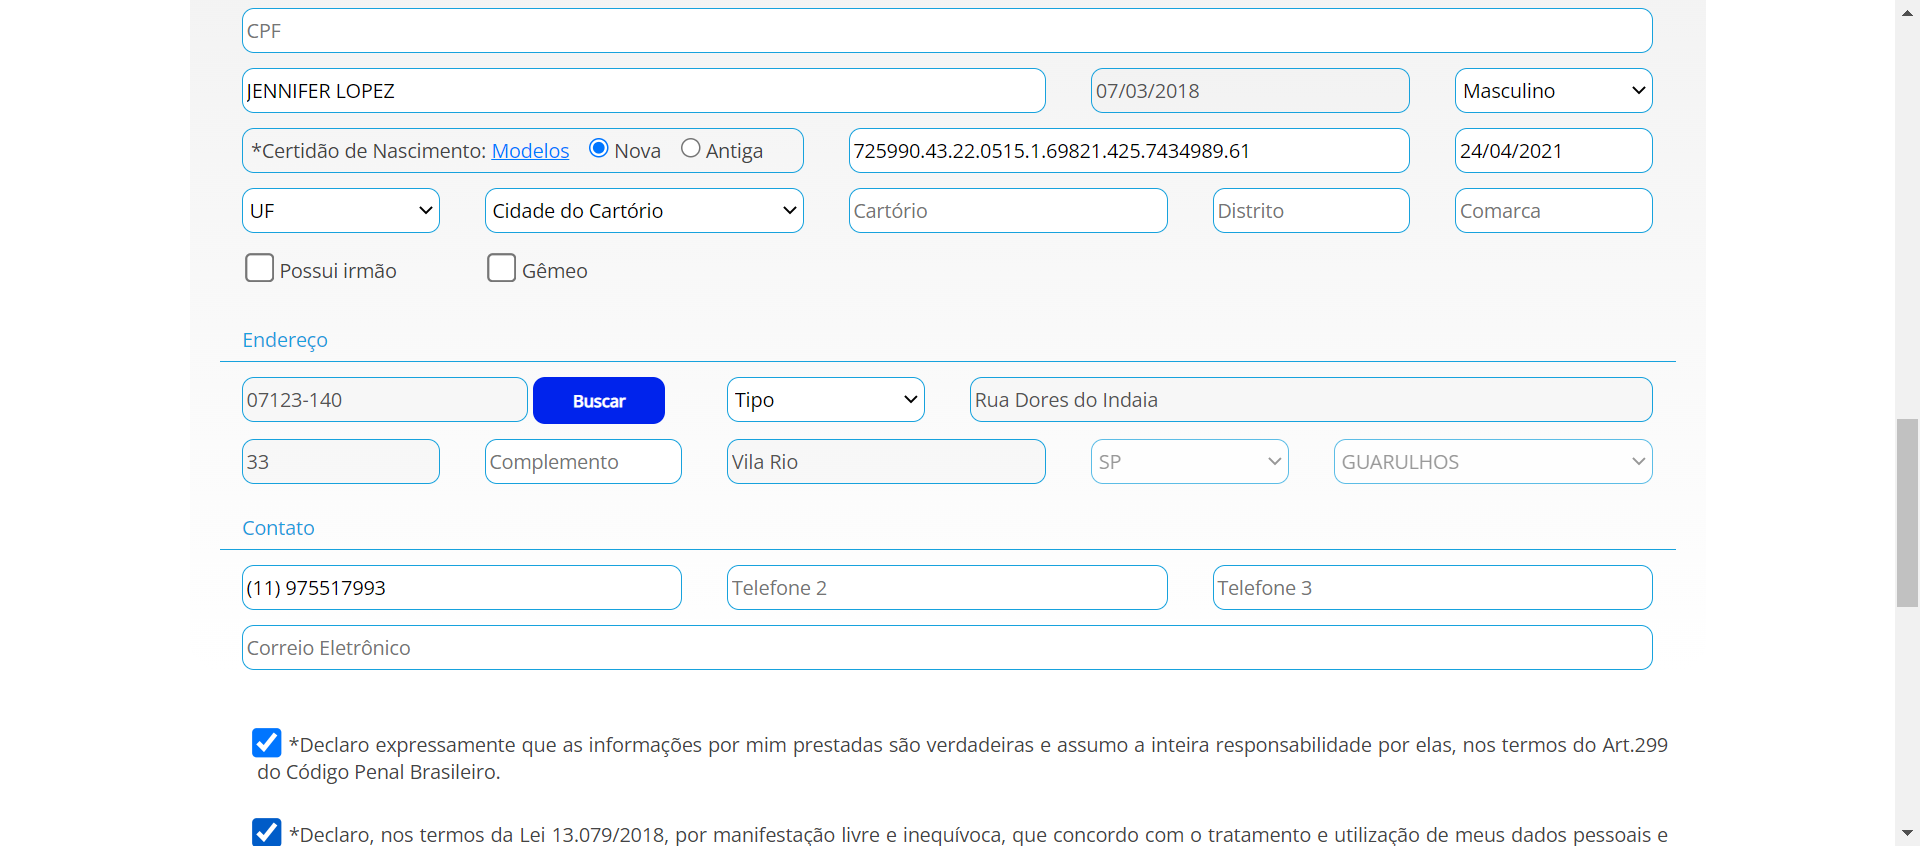 CPF
JENNIFER LOPEZ 07/03/2018 Masculino
*Certidão de Nascimento: Modelos Nova Antiga 725990.43.22.0515.1.69821.425.7434989.61 24/04/2021
UF Cidade do Cartório Cartório Distrito Comarca
Possui irmão Gêmeo
Endereço
07123-140 Buscar Tipo Rua Dores do Indaia
33 Complemento Vila Rio SP GUARULHOS
Contato
(11) 975517993 Telefone 2 Telefone 3
Correio Eletrônico
*Declaro expressamente que as informações por mim prestadas são verdadeiras e assumo a inteira responsabilidade por elas, nos termos do Art.299
do Código Penal Brasileiro.
*Declaro, nos termos da Lei 13.079/2018, por manifestação livre e inequívoca, que concordo com o tratamento e utilização de meus dados pessoais e